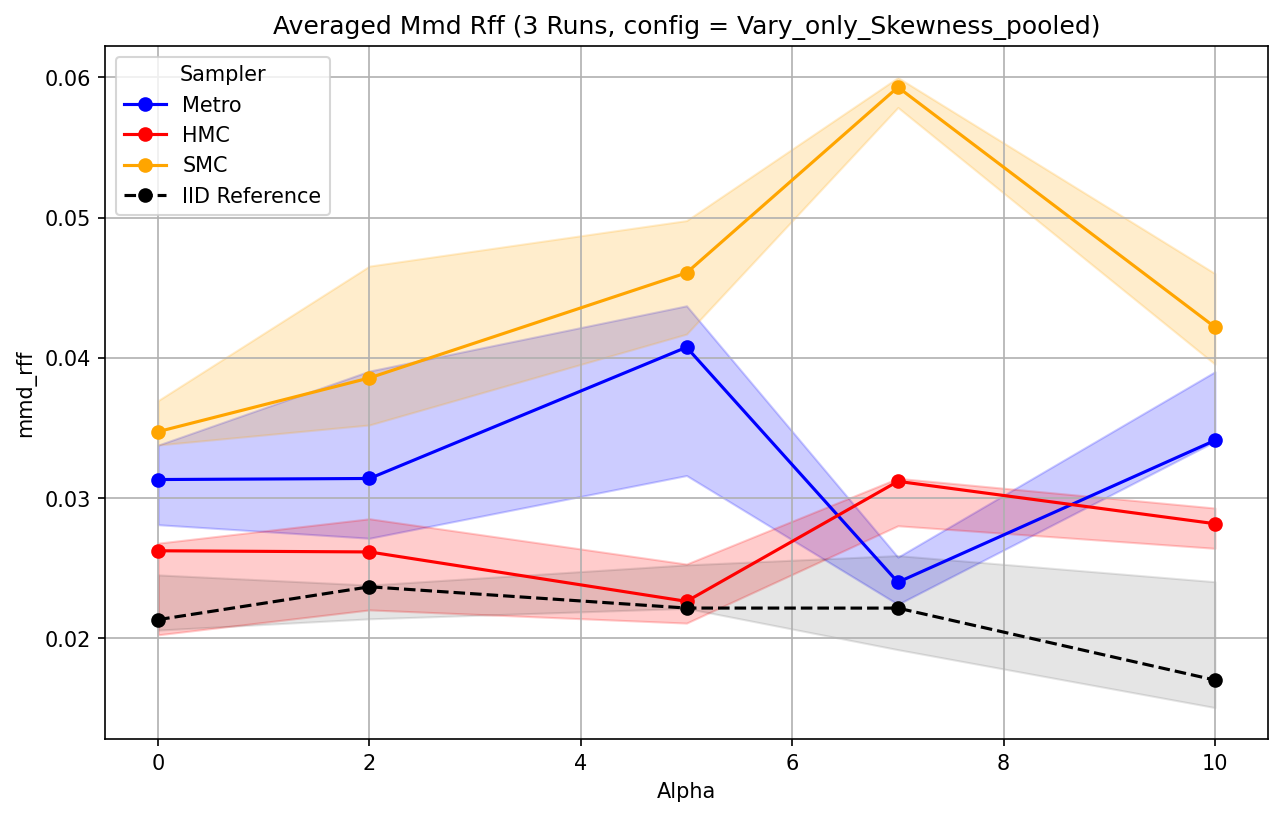 Averaged Mmd Rff (3 Runs, config = Vary_only_Skewness_pooled)
Sampler
Metro
HMC
SMC
IID Reference
mmd_rff
0.06
0.05
0.04
0.03
0.02
0 2 4 6 8 10
Alpha